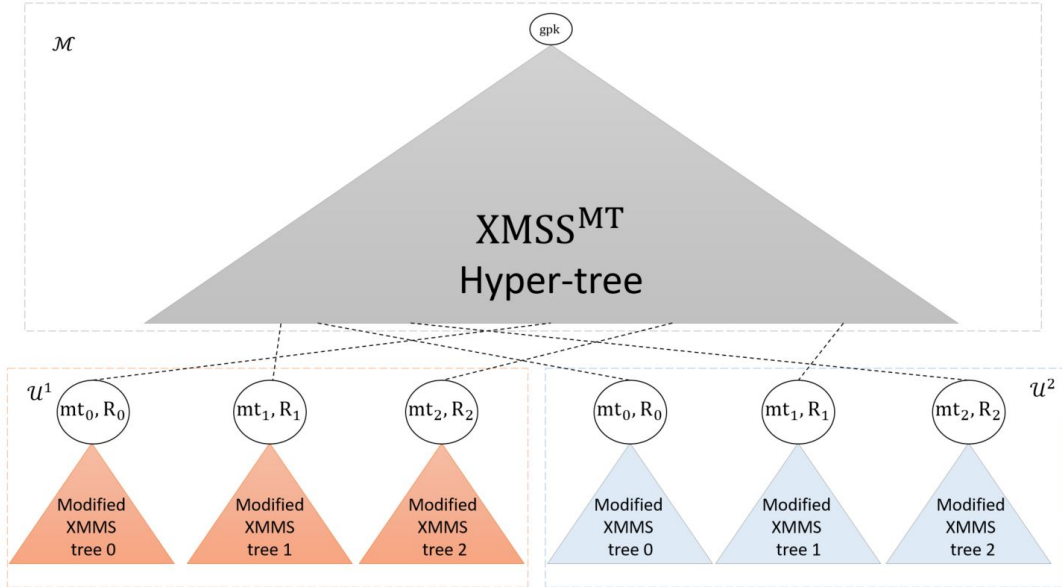 ℳ
gpk
XMSS^MT
Hyper-tree
𝒰¹
mt₀, R₀
mt₁, R₁
mt₂, R₂
Modified
XMMS
tree 0
Modified
XMMS
tree 1
Modified
XMMS
tree 2
𝒰²
mt₀, R₀
mt₁, R₁
mt₂, R₂
Modified
XMMS
tree 0
Modified
XMMS
tree 1
Modified
XMMS
tree 2